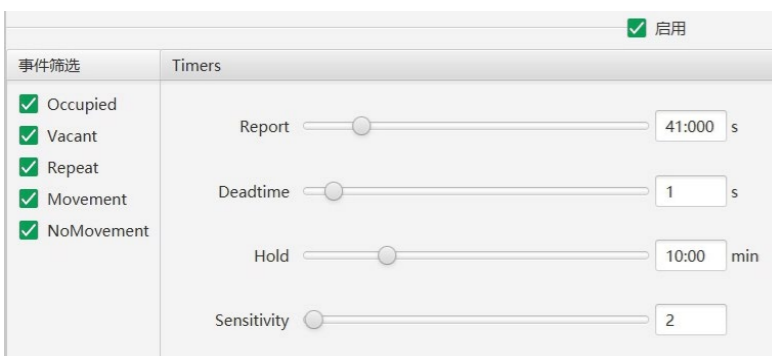 启用
事件筛选
Timers
Occupied
Vacant
Repeat
Movement
NoMovement
Report 41:000 s
Deadtime 1 s
Hold 10:00 min
Sensitivity 2